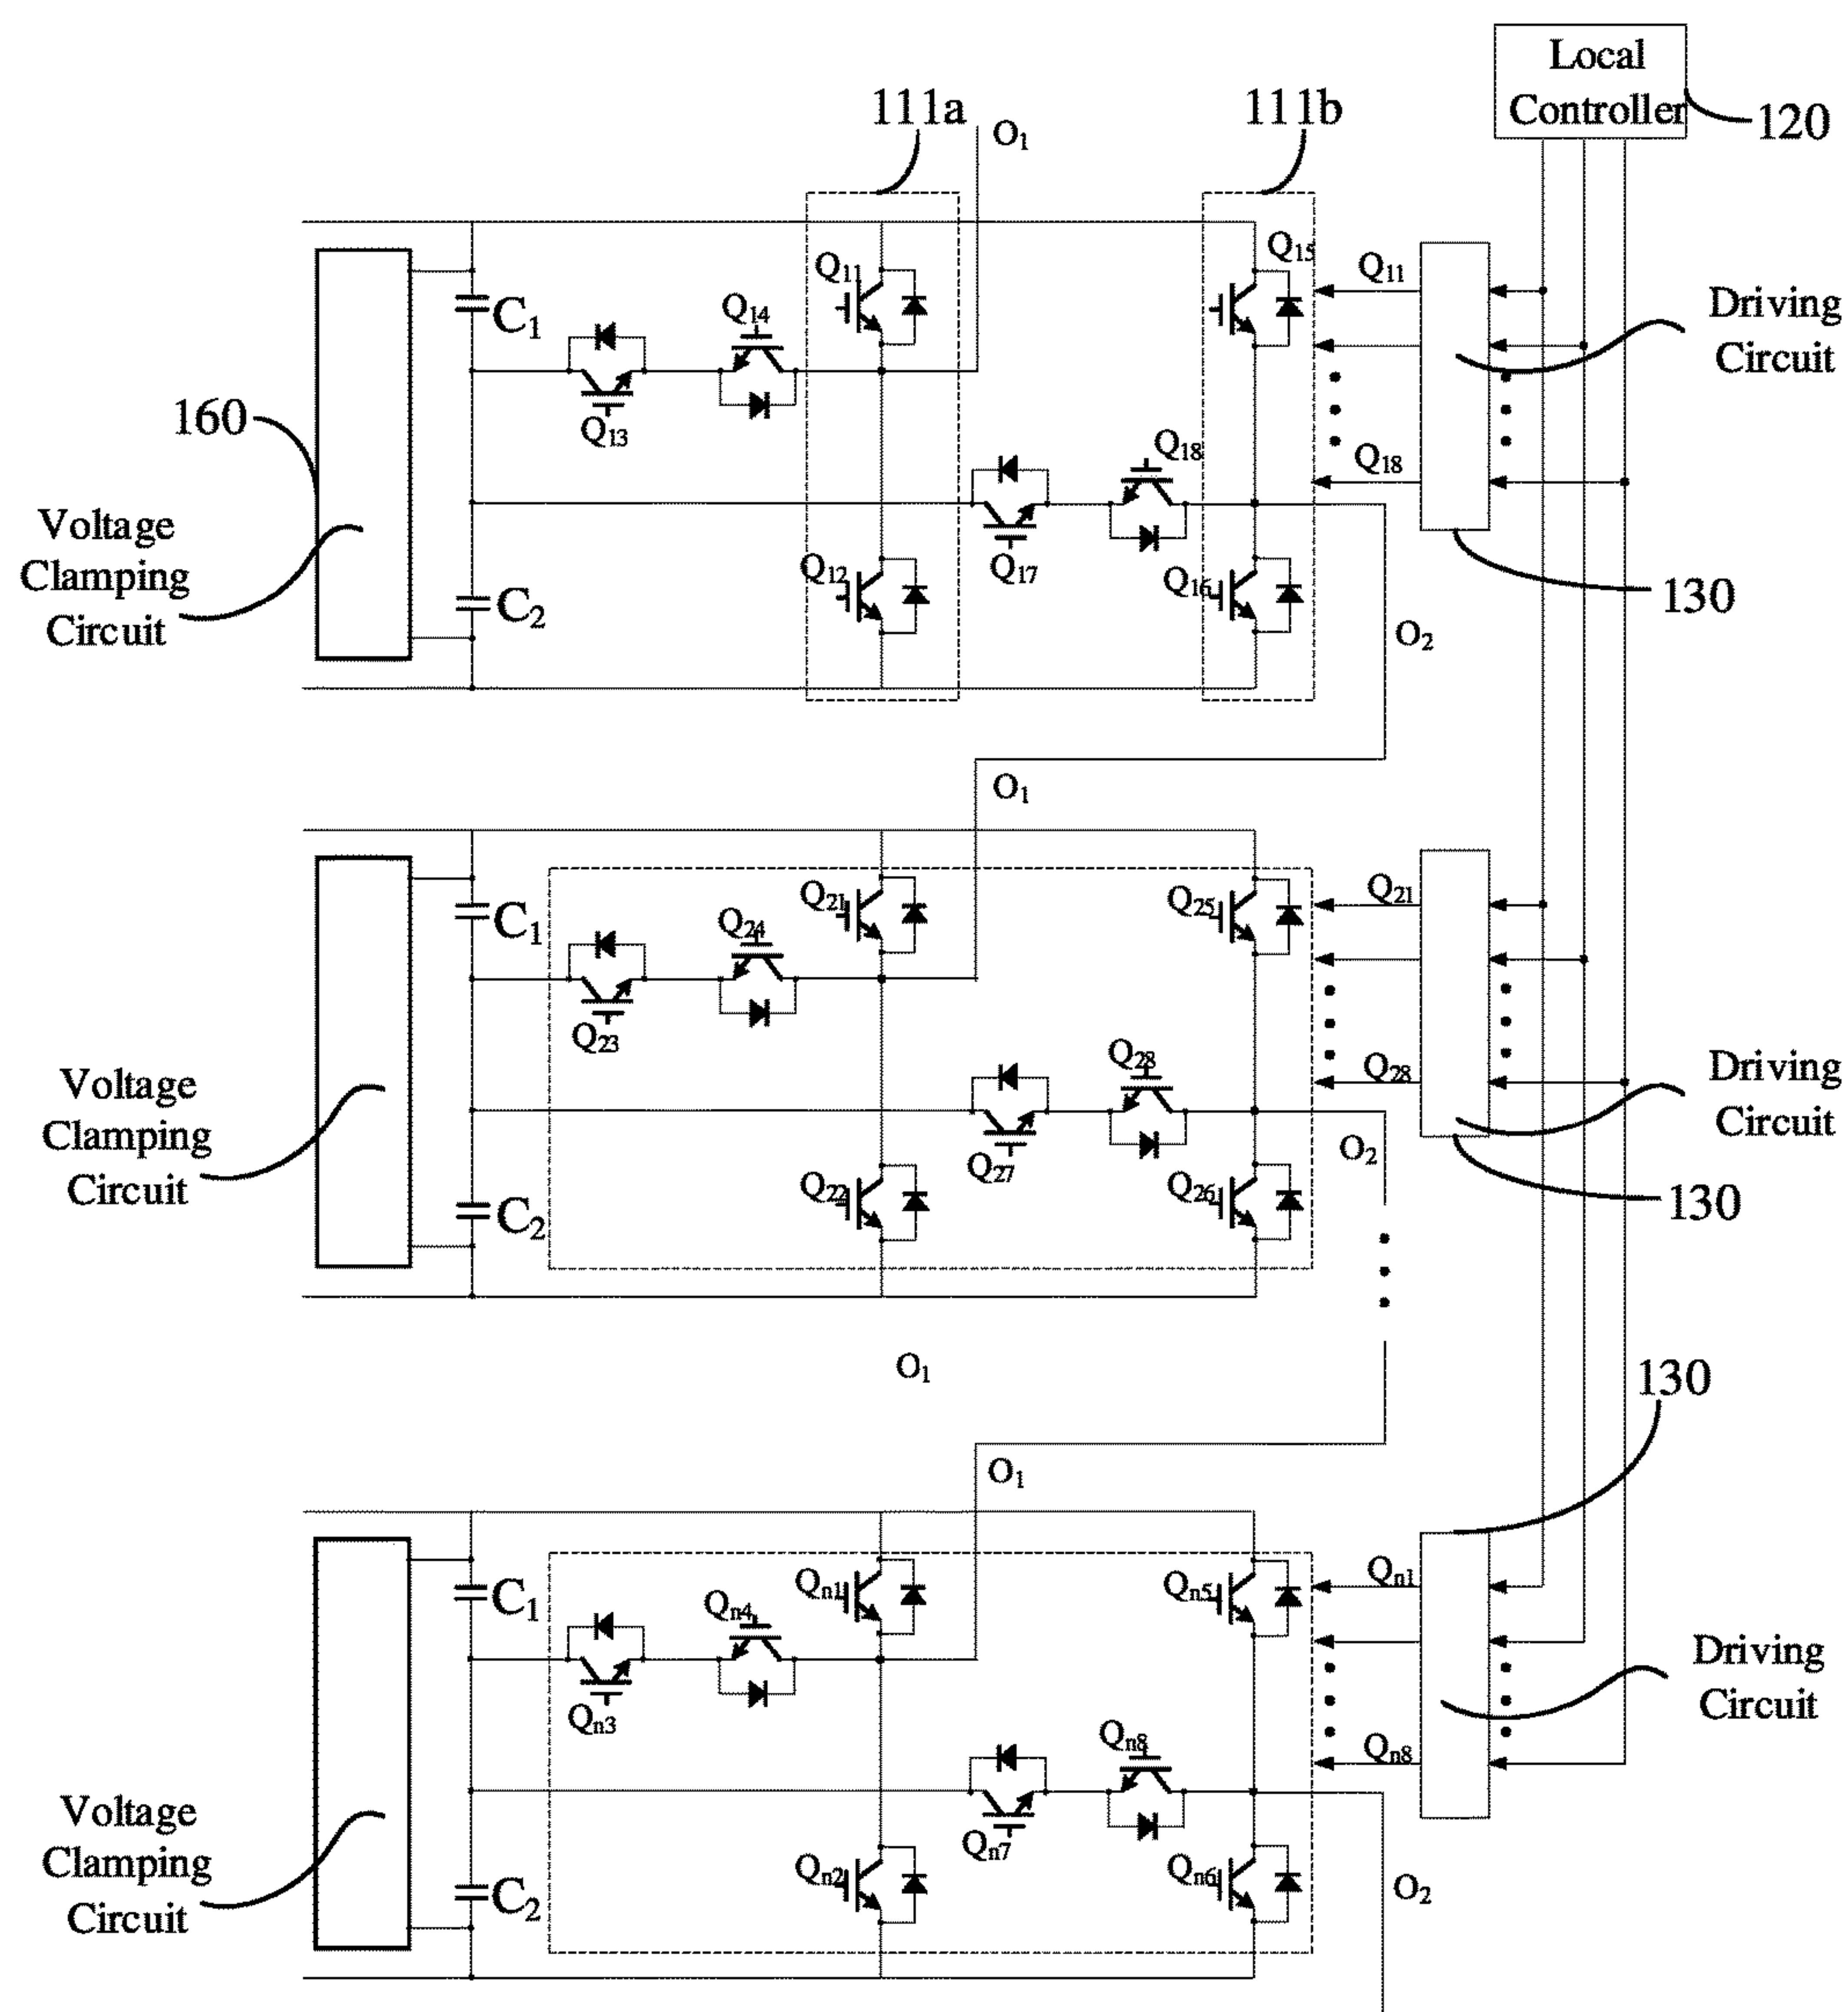 Local
Controller
120
111a
111b
O1
Q11
Q15
Q11
Driving
Circuit
C1
Q14
Q13
160
Q18
Q18
Voltage
Clamping
Circuit
Q12
Q17
Q16
130
C2
O2
O1
Q21
Q25
Q21
C1
Q24
Q23
Q28
Q28
Driving
Circuit
Voltage
Clamping
Circuit
Q27
O2
Q22
Q26
130
C2
O1
130
O1
Qn1
Qn5
Qn1
C1
Qn4
Driving
Circuit
Qn3
Qn8
Qn8
Voltage
Clamping
Circuit
Qn7
Qn2
Qn6
C2
O2